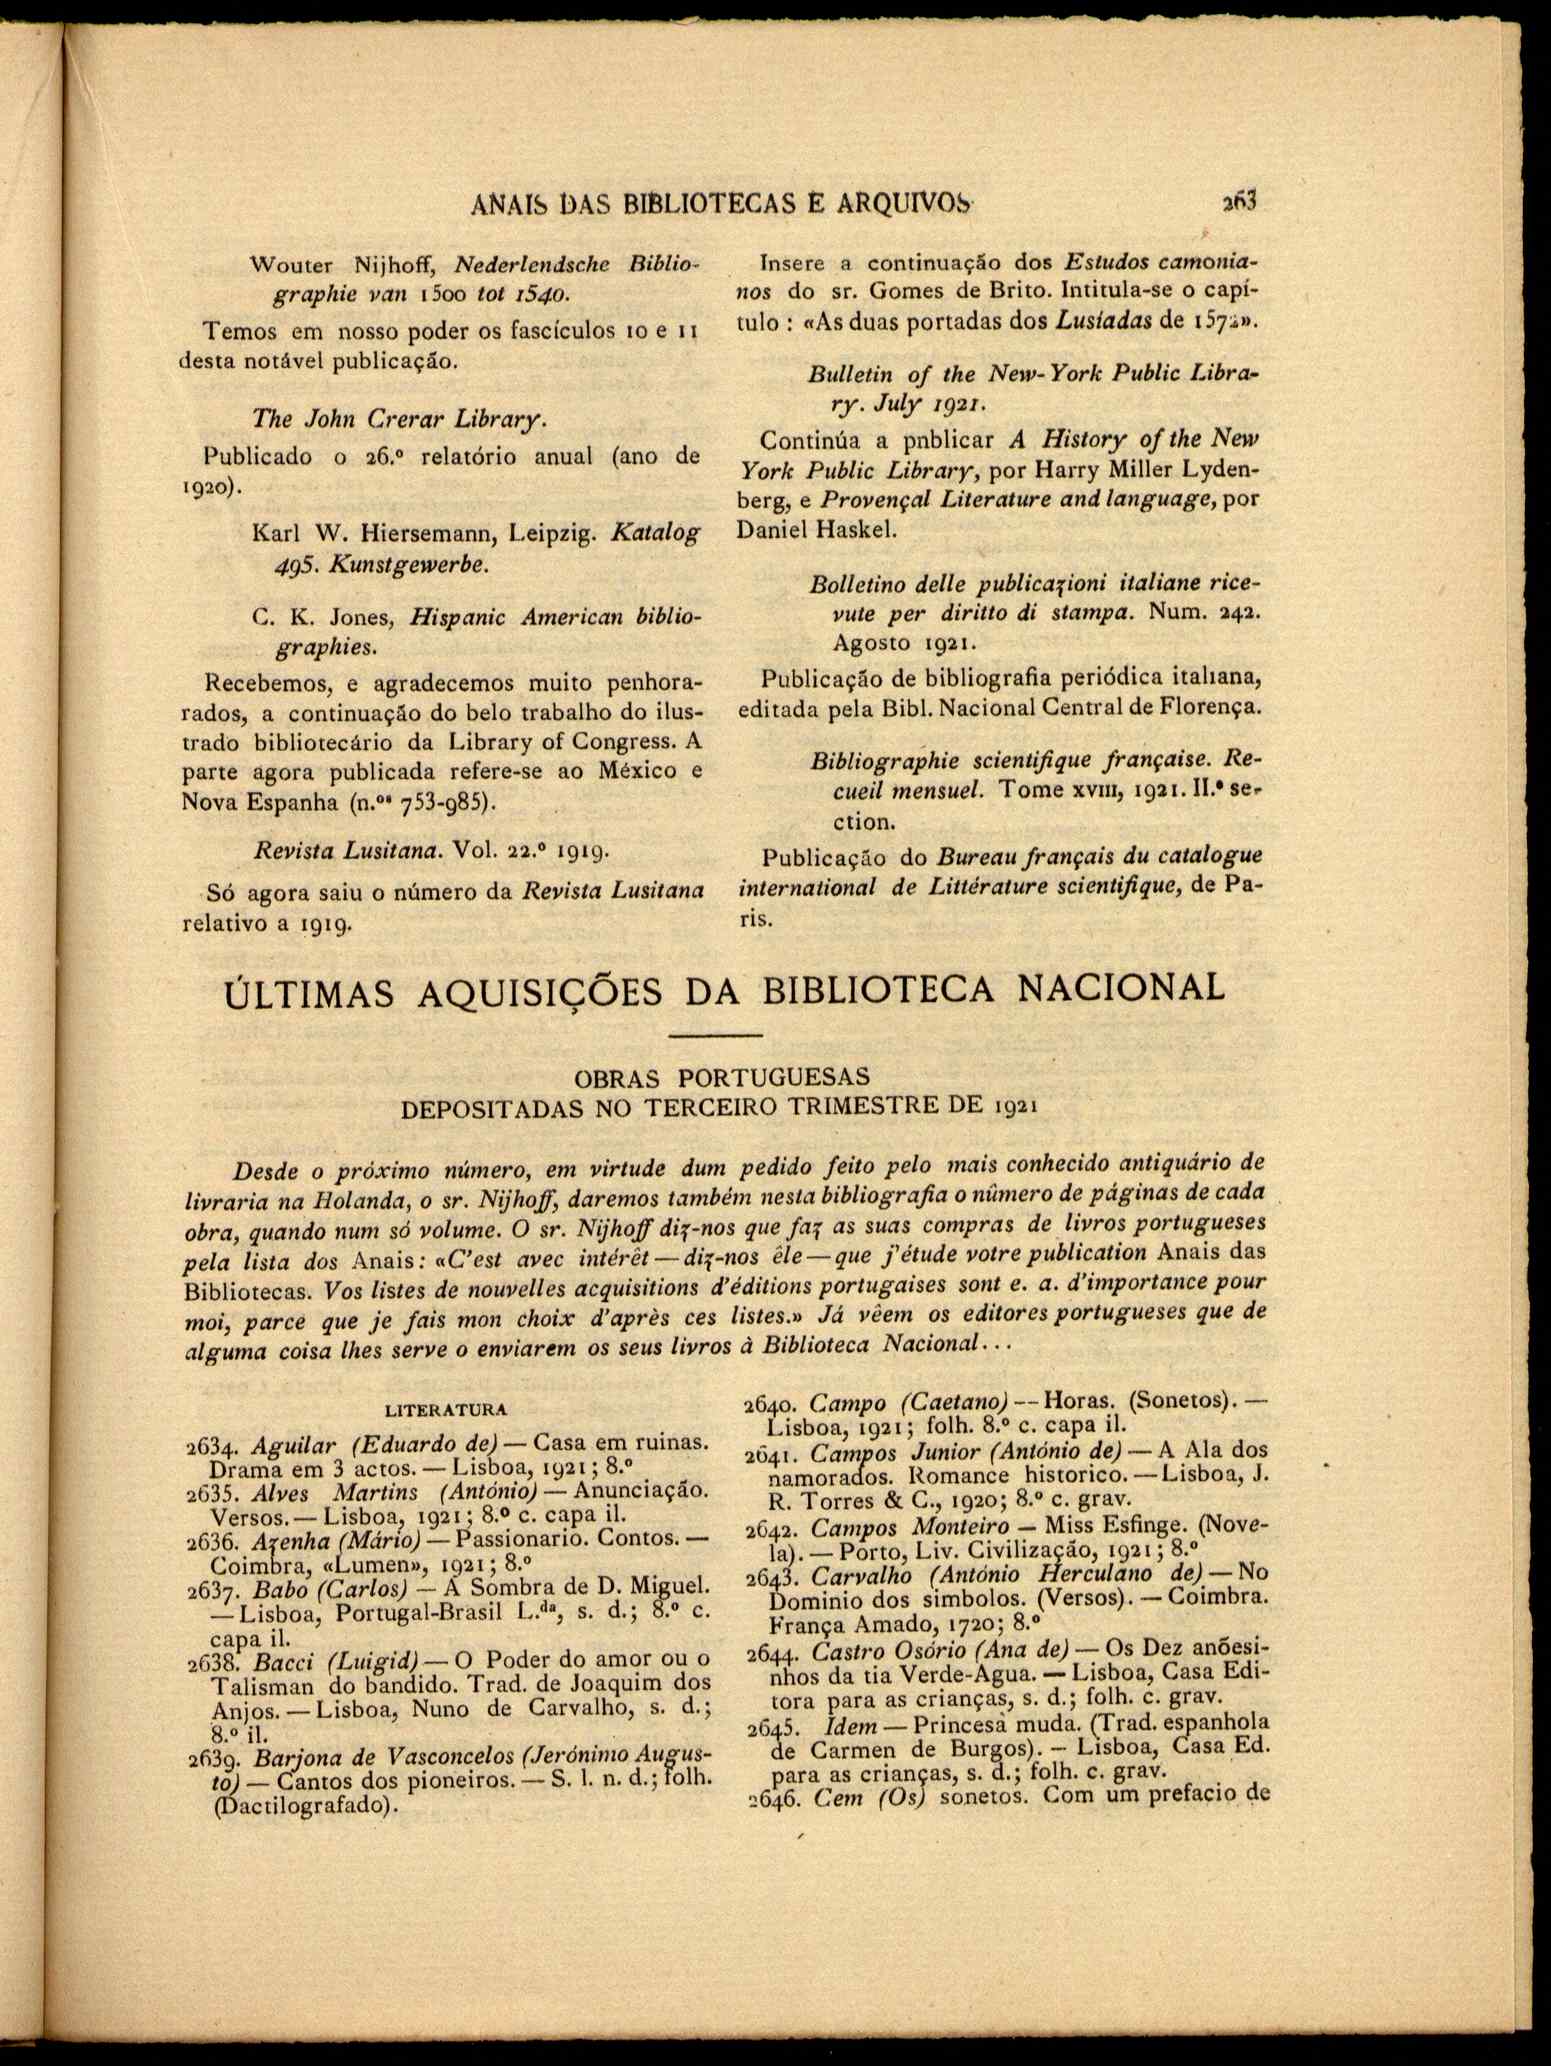 ANAIS DAS BIBLIOTECAS E ARQUIVOS 263
Wouter Nijhoff, Nederlendsche Biblio-
graphie van 1500 tot 1540.
Temos em nosso poder os fascículos 10 e 11
desta notável publicação.
The John Crerar Library.
Publicado o 26.º relatório anual (ano de
1920).
Karl W. Hiersemann, Leipzig. Katalog
495. Kunstgewerbe.
C. K. Jones, Hispanic American biblio-
graphies.
Recebemos, e agradecemos muito penhora-
rados, a continuação do belo trabalho do ilus-
trado bibliotecário da Library of Congress. A
parte agora publicada refere-se ao México e
Nova Espanha (n.os 753-985).
Revista Lusitana. Vol. 22.º 1919.
Só agora saiu o número da Revista Lusitana
relativo a 1919.
Insere a continuação dos Estudos camonia-
nos do sr. Gomes de Brito. Intitula-se o capí-
tulo : «As duas portadas dos Lusíadas de 1572».
Bulletin of the New-York Public Libra-
ry. July 1921.
Continúa a pnblicar A History of the New
York Public Library, por Harry Miller Lyden-
berg, e Provençal Literature and language, por
Daniel Haskel.
Bolletino delle publicazioni italiane rice-
vute per diritto di stampa. Num. 242.
Agosto 1921.
Publicação de bibliografia periódica italiana,
editada pela Bibl. Nacional Central de Florença.
Bibliographie scientifique française. Re-
cueil mensuel. Tome XVIII, 1921. II.e se-
ction.
Publicação do Bureau français du catalogue
international de Littérature scientifique, de Pa-
ris.
ÚLTIMAS AQUISIÇÕES DA BIBLIOTECA NACIONAL
OBRAS PORTUGUESAS
DEPOSITADAS NO TERCEIRO TRIMESTRE DE 1921
Desde o próximo número, em virtude dum pedido feito pelo mais conhecido antiquário de
livraria na Holanda, o sr. Nijhoff, daremos também nesta bibliografia o número de páginas de cada
obra, quando num só volume. O sr. Nijhoff diz-nos que faz as suas compras de livros portugueses
pela lista dos Anais: «C'est avec intérêt — diz-nos êle — que j'étude votre publication Anais das
Bibliotecas. Vos listes de nouvelles acquisitions d'éditions portugaises sont e. a. d'importance pour
moi, parce que je fais mon choix d'après ces listes.» Já vêem os editores portugueses que de
alguma coisa lhes serve o enviarem os seus livros à Biblioteca Nacional...
LITERATURA
2634. Aguilar (Eduardo de) — Casa em ruinas.
Drama em 3 actos. — Lisboa, 1921; 8.º
2635. Alves Martins (António) — Anunciação.
Versos. — Lisboa, 1921; 8.º c. capa il.
2636. Azenha (Mário) — Passionario. Contos. —
Coimbra, «Lumen», 1921; 8.º
2637. Babo (Carlos) — A Sombra de D. Miguel.
— Lisboa, Portugal-Brasil L.da, s. d.; 8.º c.
capa il.
2638. Bacci (Luigid) — O Poder do amor ou o
Talisman do bandido. Trad. de Joaquim dos
Anjos. — Lisboa, Nuno de Carvalho, s. d.;
8.º il.
2639. Barjona de Vasconcelos (Jerónimo Augus-
to) — Cantos dos pioneiros. — S. l. n. d.; folh.
(Dactilografado).
2640. Campo (Caetano) — Horas. (Sonetos). —
Lisboa, 1921; folh. 8.º c. capa il.
2641. Campos Junior (António de) — A Ala dos
namorados. Romance historico. — Lisboa, J.
R. Torres & C., 1920; 8.º c. grav.
2642. Campos Monteiro — Miss Esfinge. (Nove-
la). — Porto, Liv. Civilização, 1921; 8.º
2643. Carvalho (António Herculano de) — No
Dominio dos simbolos. (Versos). — Coimbra.
França Amado, 1720; 8.º
2644. Castro Osório (Ana de) — Os Dez anõesi-
nhos da tia Verde-Agua. — Lisboa, Casa Edi-
tora para as crianças, s. d.; folh. c. grav.
2645. Idem — Princesa muda. (Trad. espanhola
de Carmen de Burgos). — Lisboa, Casa Ed.
para as crianças, s. d.; folh. c. grav.
2646. Cem (Os) sonetos. Com um prefacio de